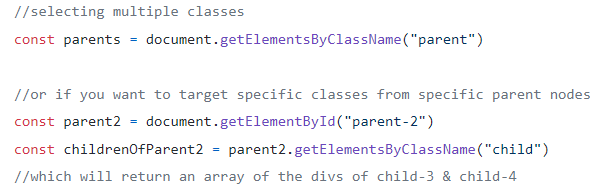 //selecting multiple classes
const parents = document.getElementsByClassName("parent")
//or if you want to target specific classes from specific parent nodes
const parent2 = document.getElementById("parent-2")
const childrenOfParent2 = parent2.getElementsByClassName("child")
//which will return an array of the divs of child-3 & child-4